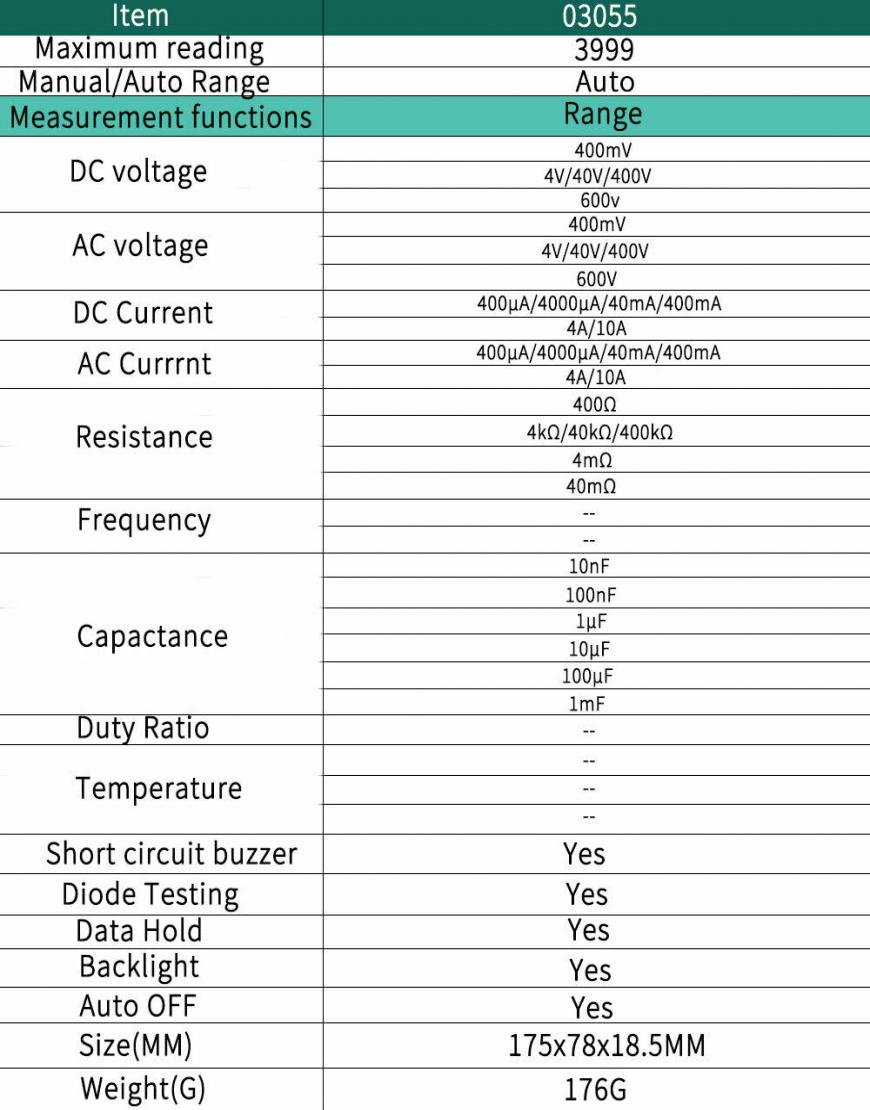 Item 03055
Maximum reading 3999
Manual/Auto Range Auto
Measurement functions Range
DC voltage
400mV
4V/40V/400V
600v
AC voltage
400mV
4V/40V/400V
600V
DC Current
400μA/4000μA/40mA/400mA
4A/10A
AC Currrnt
400μA/4000μA/40mA/400mA
4A/10A
Resistance
400Ω
4kΩ/40kΩ/400kΩ
4mΩ
40mΩ
Frequency
--
--
Capactance
10nF
100nF
1μF
10μF
100μF
1mF
Duty Ratio --
Temperature
--
--
--
Short circuit buzzer Yes
Diode Testing Yes
Data Hold Yes
Backlight Yes
Auto OFF Yes
Size(MM) 175x78x18.5MM
Weight(G) 176G